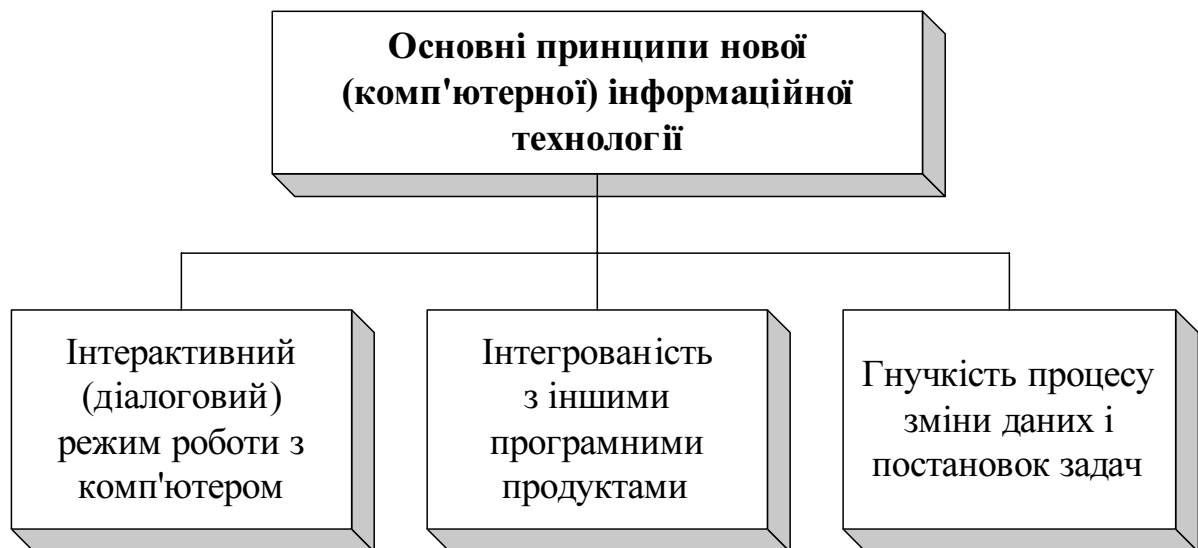 Основні принципи нової
(комп'ютерної) інформаційної
технології
Інтерактивний
(діалоговий)
режим роботи з
комп'ютером
Інтегрованість
з іншими
програмними
продуктами
Гнучкість процесу
зміни даних і
постановок задач